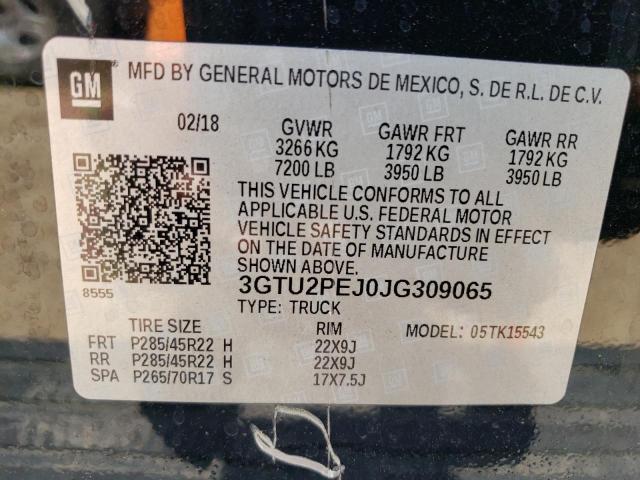 GM ® MFD BY GENERAL MOTORS DE MEXICO, S. DE R.L. DE C.V.
02/18 GVWR GAWR FRT GAWR RR
3266 KG 1792 KG 1792 KG
7200 LB 3950 LB 3950 LB
THIS VEHICLE CONFORMS TO ALL
APPLICABLE U.S. FEDERAL MOTOR
VEHICLE SAFETY STANDARDS IN EFFECT
ON THE DATE OF MANUFACTURE
SHOWN ABOVE.
8555 3GTU2PEJ0JG309065
TYPE: TRUCK
TIRE SIZE RIM MODEL: 05TK15543
FRT P285/45R22 H 22X9J
RR P285/45R22 H 22X9J
SPA P265/70R17 S 17X7.5J